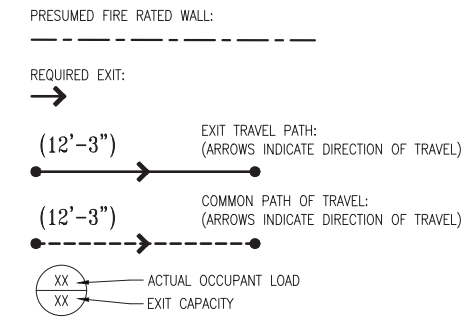 PRESUMED FIRE RATED WALL:
REQUIRED EXIT:
(12'-3") EXIT TRAVEL PATH:
(ARROWS INDICATE DIRECTION OF TRAVEL)
(12'-3") COMMON PATH OF TRAVEL:
(ARROWS INDICATE DIRECTION OF TRAVEL)
XX ACTUAL OCCUPANT LOAD
XX EXIT CAPACITY